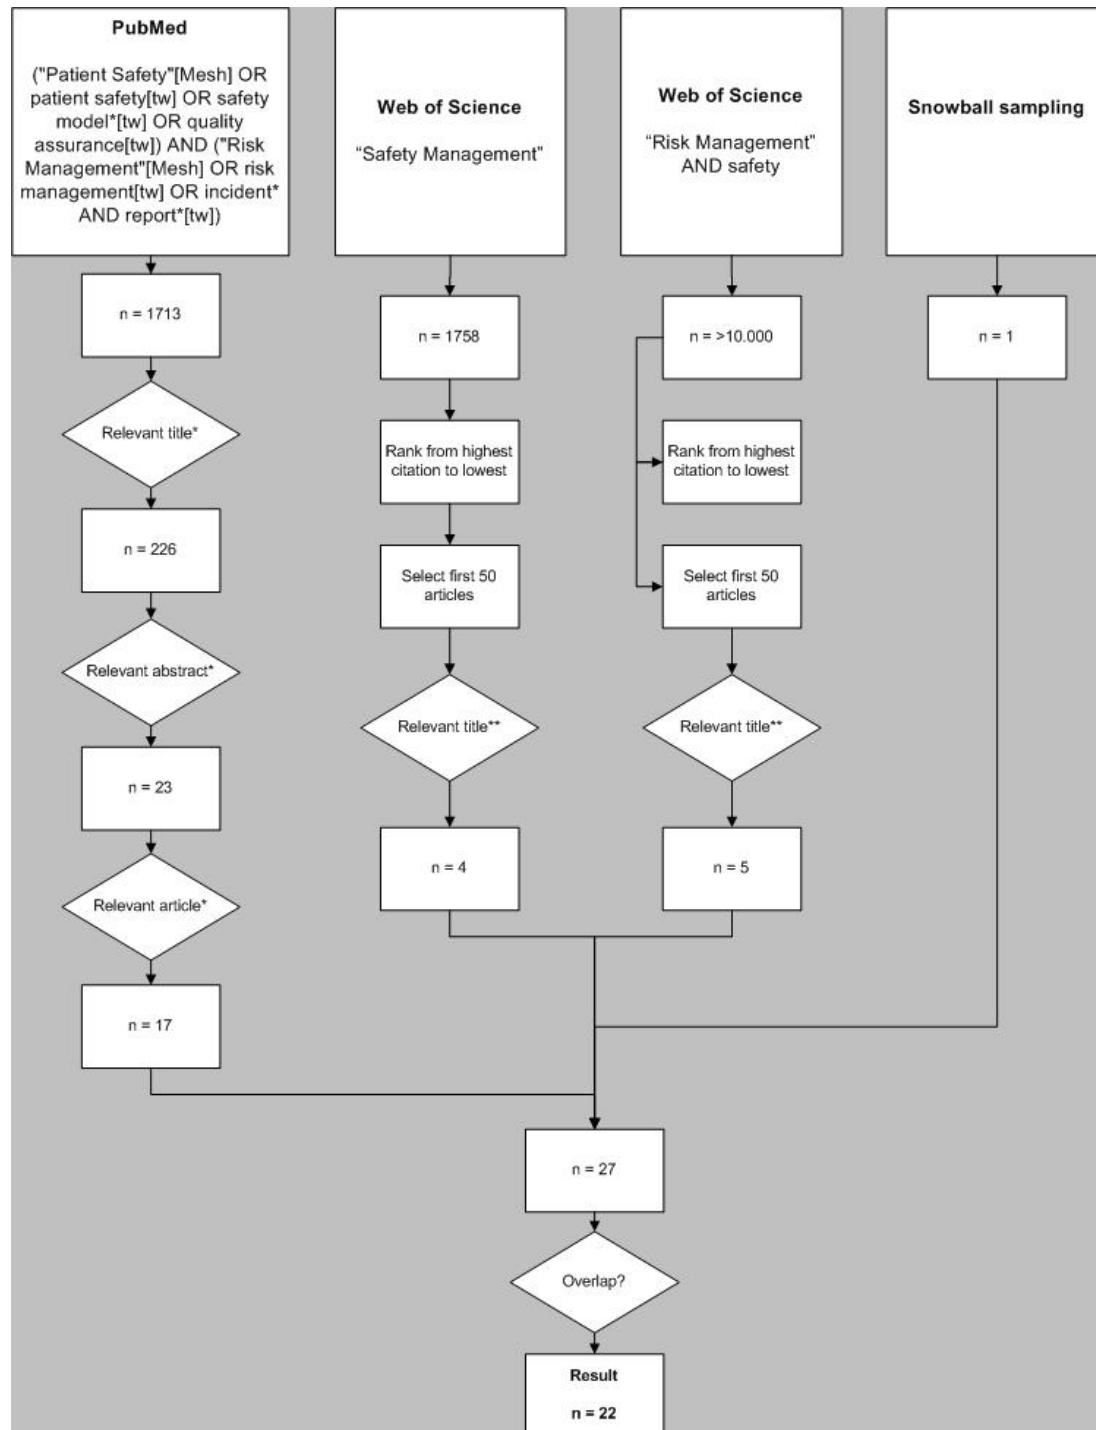 PubMed
("Patient Safety"[Mesh] OR
patient safety[tw] OR safety
model*[tw] OR quality
assurance[tw]) AND ("Risk
Management"[Mesh] OR risk
management[tw] OR incident*
AND report*[tw])
n = 1713
Relevant title*
n = 226
Relevant abstract*
n = 23
Relevant article*
n = 17
Web of Science
“Safety Management”
n = 1758
Rank from highest
citation to lowest
Select first 50
articles
Relevant title**
n = 4
Web of Science
“Risk Management”
AND safety
n = >10.000
Rank from highest
citation to lowest
Select first 50
articles
Relevant title**
n = 5
Snowball sampling
n = 1
n = 27
Overlap?
Result
n = 22